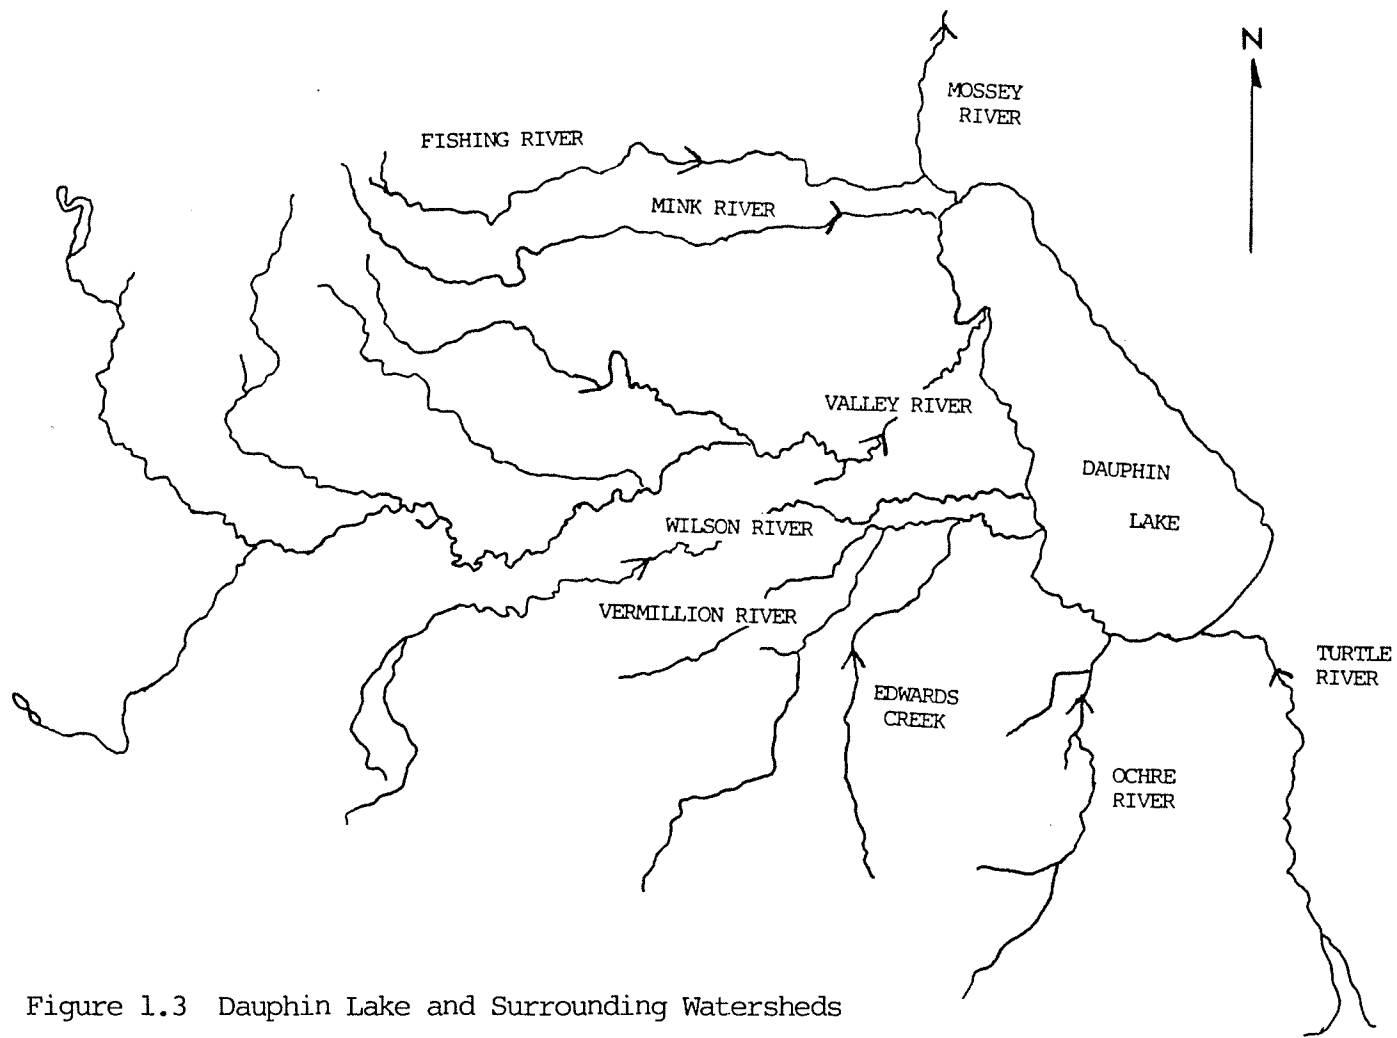 N
MOSSEY
RIVER
FISHING RIVER
MINK RIVER
VALLEY RIVER
DAUPHIN
LAKE
WILSON RIVER
VERMILLION RIVER
TURTLE
RIVER
EDWARDS
CREEK
OCHRE
RIVER
Figure 1.3 Dauphin Lake and Surrounding Watersheds